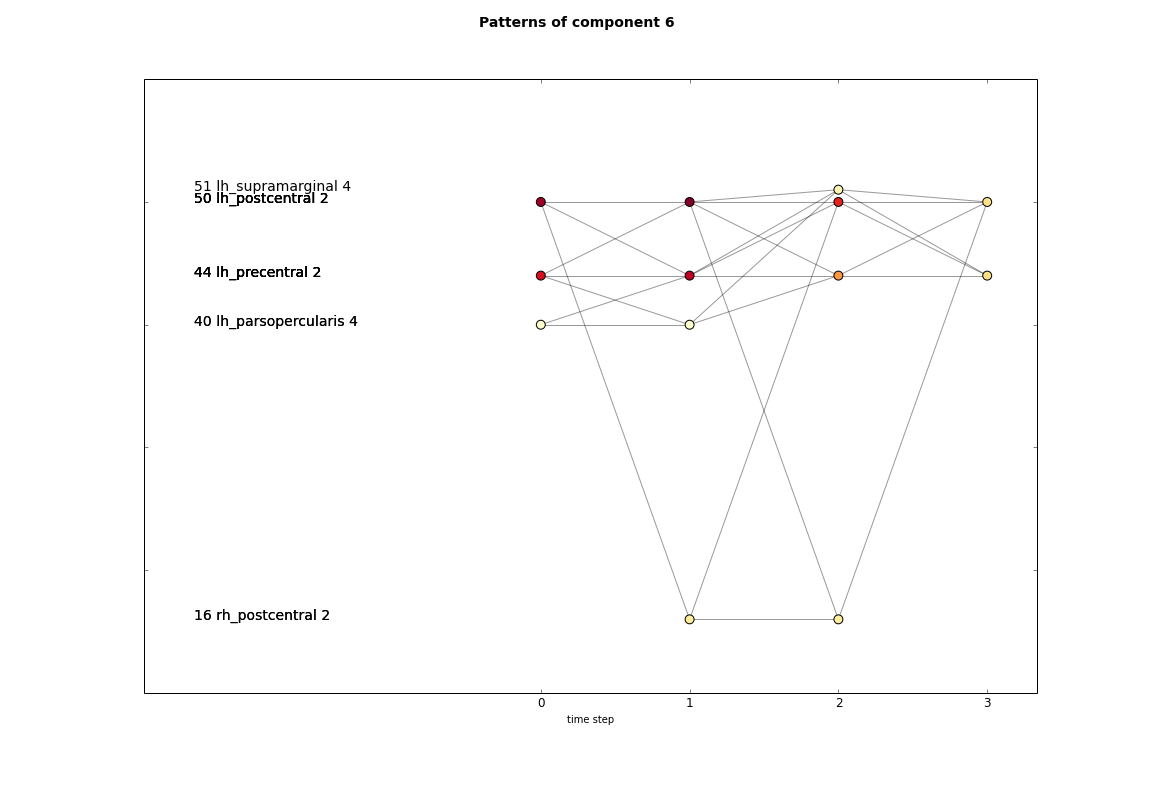 Patterns of component 6
51 lh_supramarginal 4
50 lh_postcentral 2
44 lh_precentral 2
40 lh_parsopercularis 4
16 rh_postcentral 2
0 1 2 3
time step